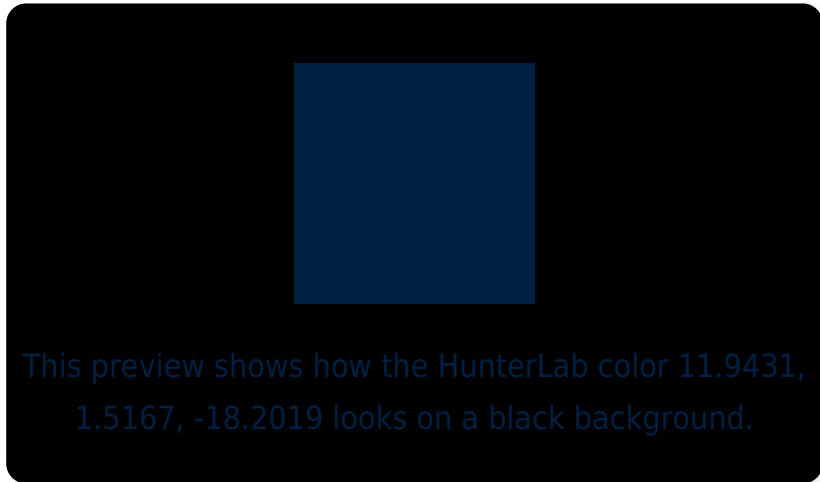 This preview shows how the HunterLab color 11.9431,
1.5167, -18.2019 looks on a black background.